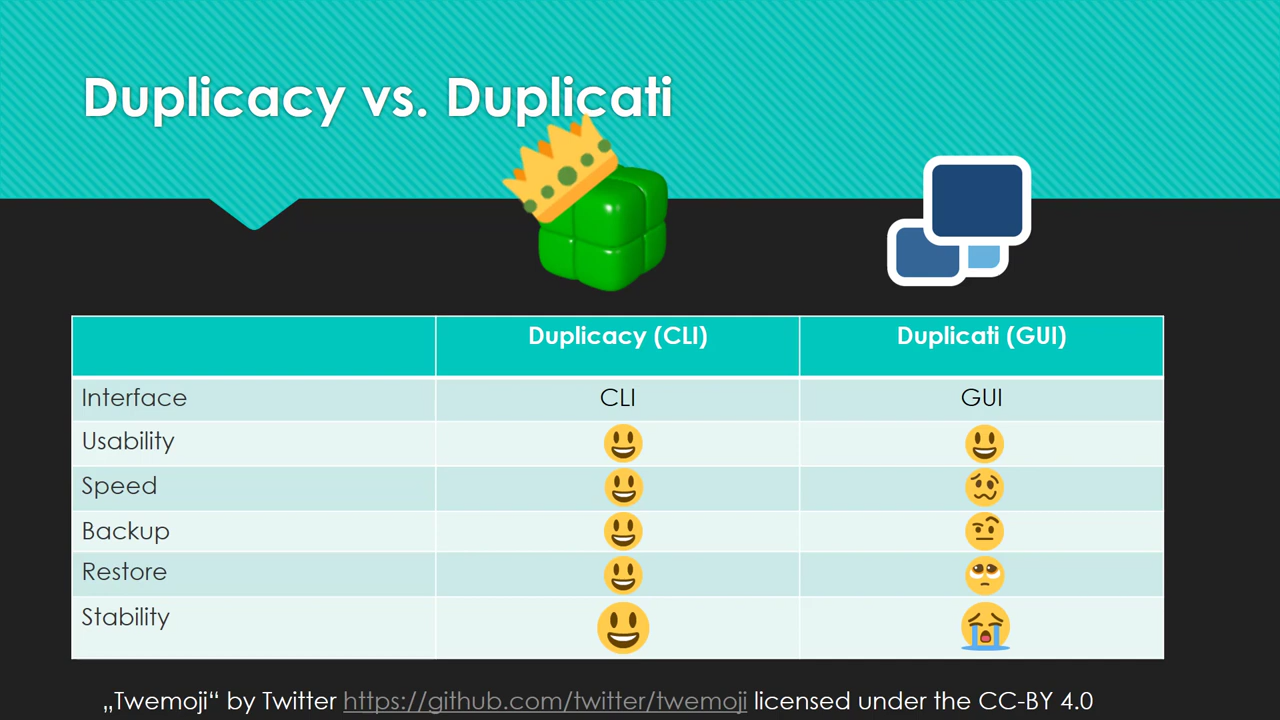 Duplicacy vs. Duplicati
Duplicacy (CLI) Duplicati (GUI)
Interface CLI GUI
Usability
Speed
Backup
Restore
Stability
„Twemoji“ by Twitter https://github.com/twitter/twemoji licensed under the CC-BY 4.0